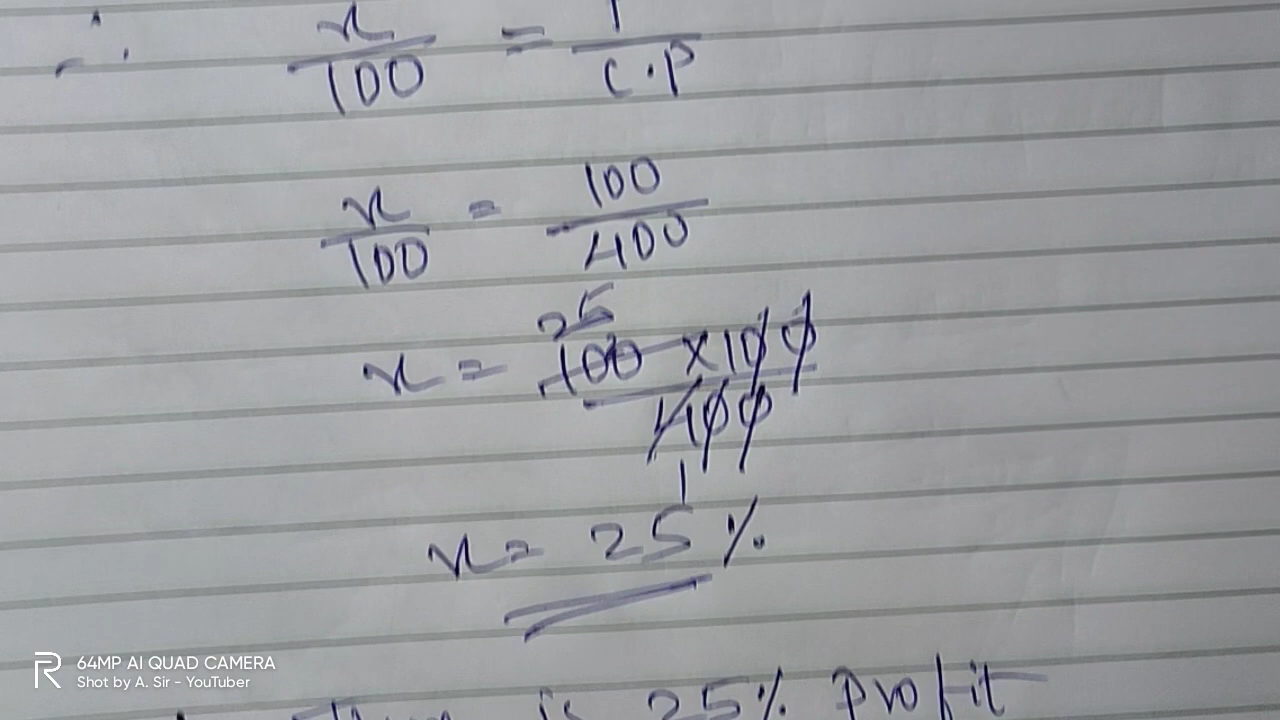 ∴ x/100 = 1/C.P
x/100 = 100/400
25
x = 100 × 100/400
1
x = 25 %
is 25% profit
64MP AI QUAD CAMERA
Shot by A. Sir - YouTuber